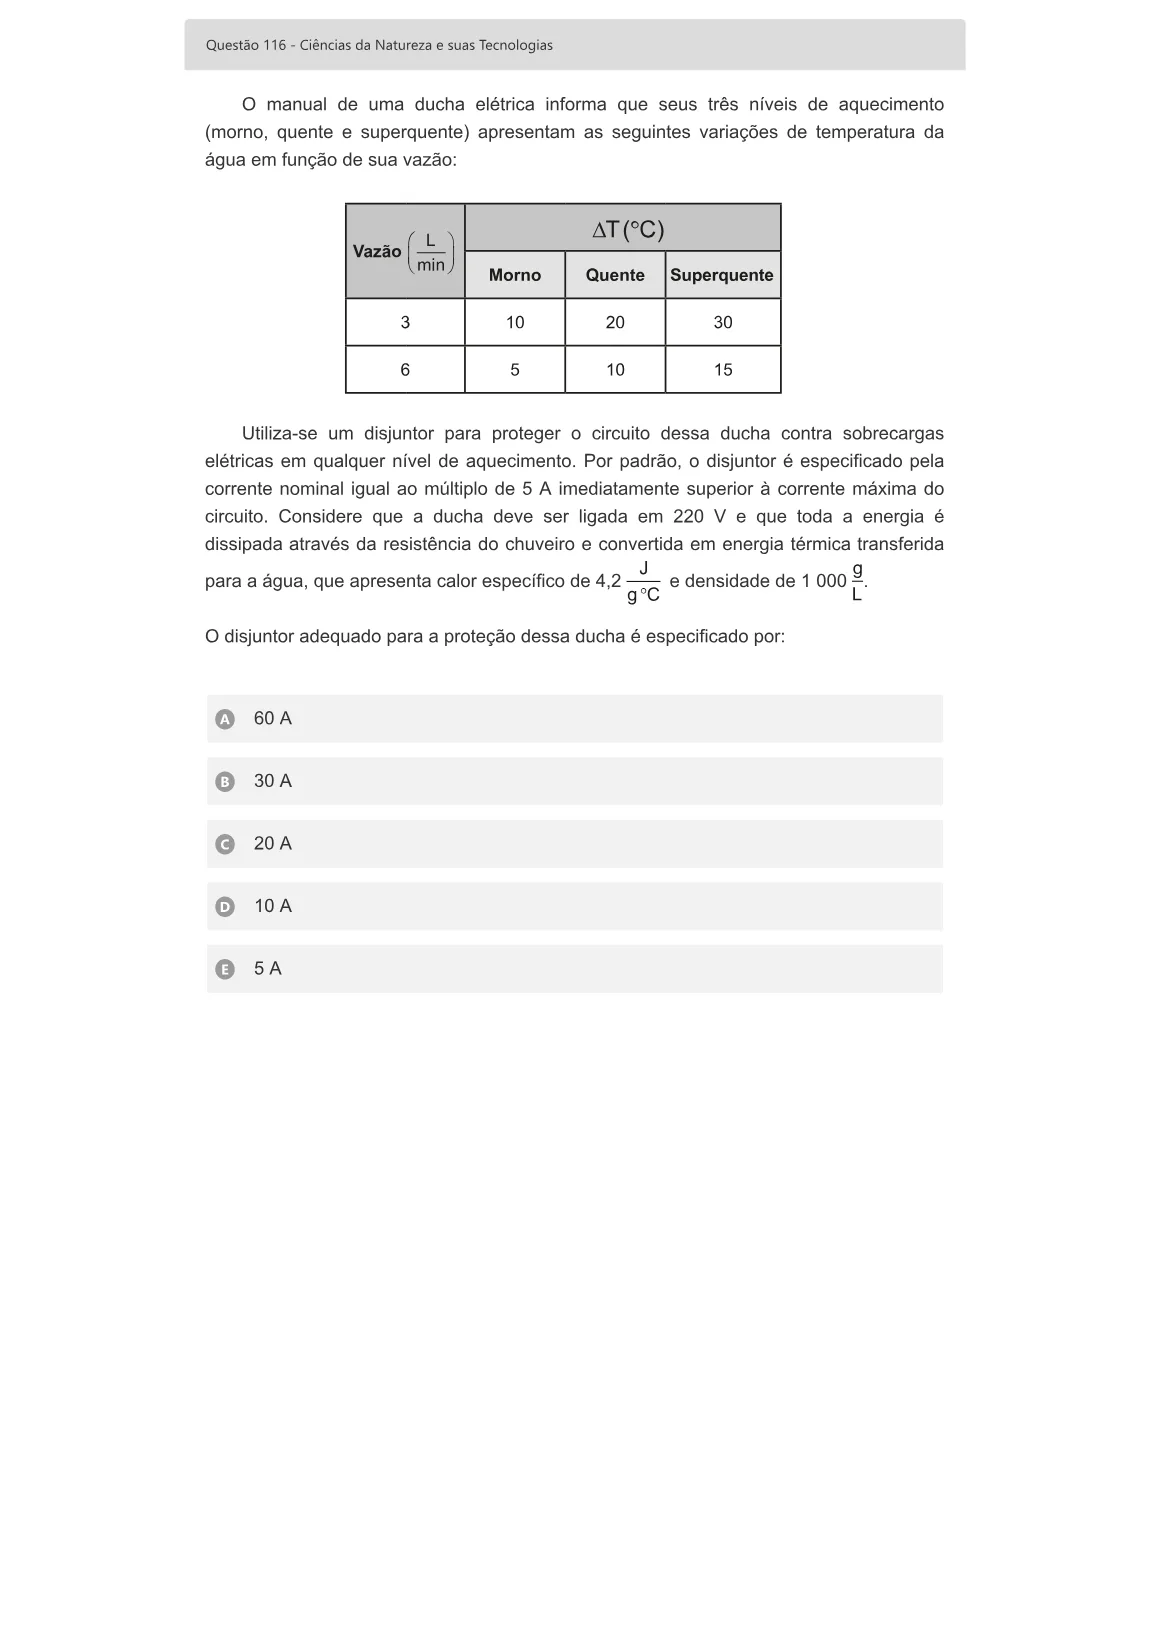 Questão 116 - Ciências da Natureza e suas Tecnologias
O manual de uma ducha elétrica informa que seus três níveis de aquecimento
(morno, quente e superquente) apresentam as seguintes variações de temperatura da
água em função de sua vazão:
Vazão (L/min)
ΔT(°C)
Morno Quente Superquente
3 10 20 30
6 5 10 15
Utiliza-se um disjuntor para proteger o circuito dessa ducha contra sobrecargas
elétricas em qualquer nível de aquecimento. Por padrão, o disjuntor é especificado pela
corrente nominal igual ao múltiplo de 5 A imediatamente superior à corrente máxima do
circuito. Considere que a ducha deve ser ligada em 220 V e que toda a energia é
dissipada através da resistência do chuveiro e convertida em energia térmica transferida
para a água, que apresenta calor específico de 4,2 J/g °C e densidade de 1 000 g/L.
O disjuntor adequado para a proteção dessa ducha é especificado por:
A 60 A
B 30 A
C 20 A
D 10 A
E 5 A